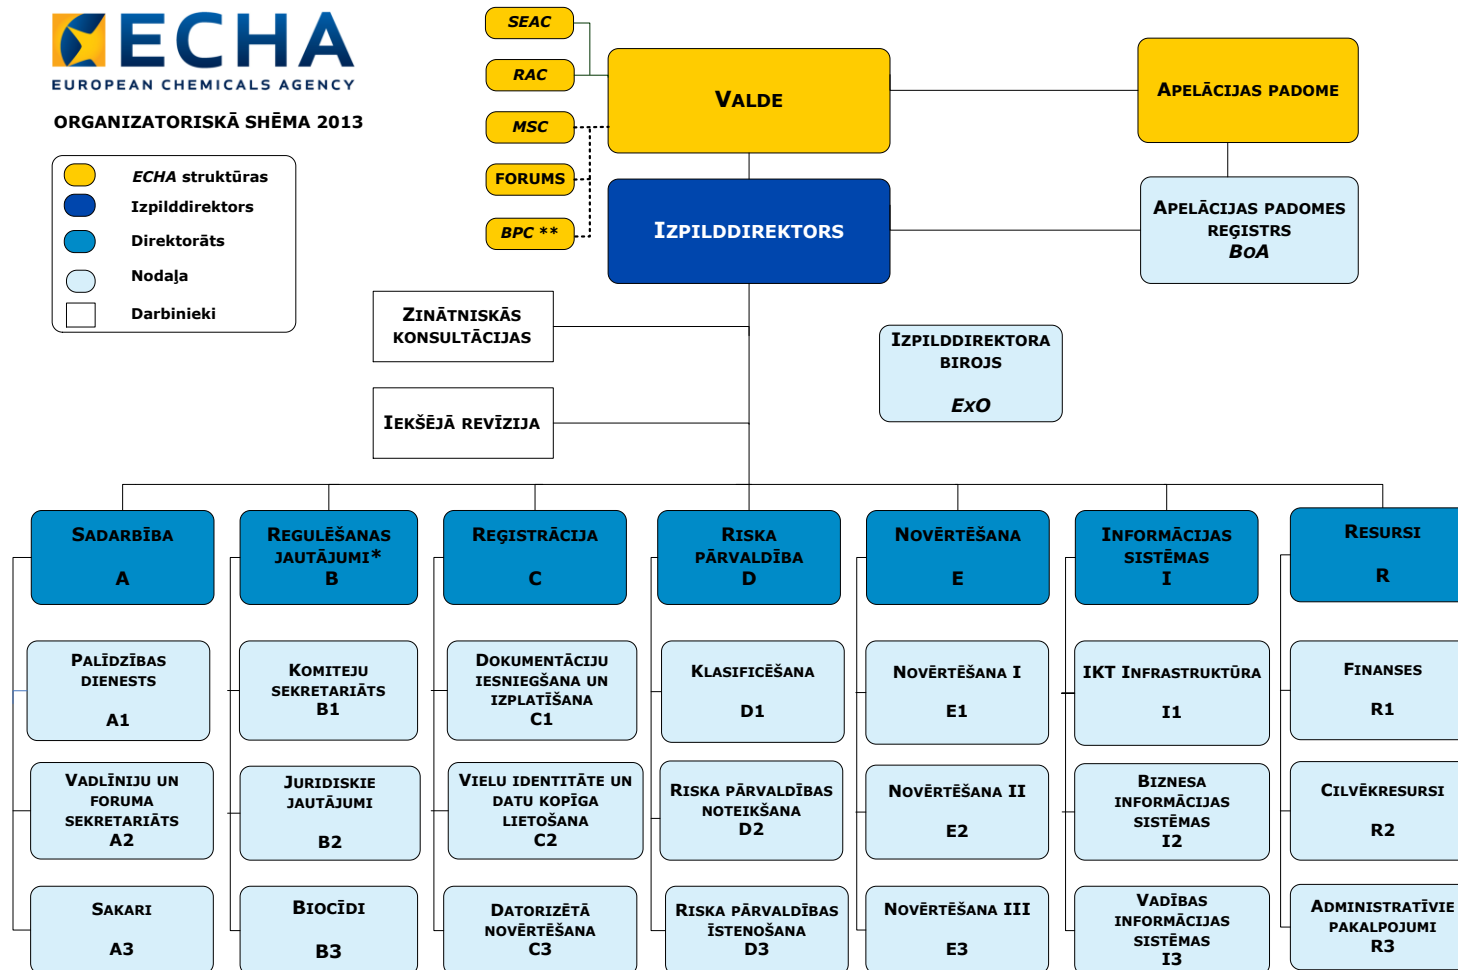 ECHA
EUROPEAN CHEMICALS AGENCY
ORGANIZATORISKĀ SHĒMA 2013
ECHA struktūras
Izpilddirektors
Direktorāts
Nodaļa
Darbinieki
SEAC
RAC
MSC
FORUMS
BPC **
VALDE
APELĀCIJAS PADOME
IZPILDDIREKTORS
APELĀCIJAS PADOMES
REĢISTRS
BOA
ZINĀTNISKĀS
KONSULTĀCIJAS
IZPILDDIREKTORA
BIROJS
EXO
IEKŠĒJĀ REVĪZIJA
SADARBĪBA
A
REGULĒŠANAS
JAUTĀJUMI*
B
REĢISTRĀCIJA
C
RISKA
PĀRVALDĪBA
D
NOVĒRTĒŠANA
E
INFORMĀCIJAS
SISTĒMAS
I
RESURSI
R
PALĪDZĪBAS
DIENESTS
A1
KOMITEJU
SEKRETARIĀTS
B1
DOKUMENTĀCIJU
IESNIEGŠANA UN
IZPLATĪŠANA
C1
KLASIFICĒŠANA
D1
NOVĒRTĒŠANA I
E1
IKT INFRASTRUKTŪRA
I1
FINANSES
R1
VADLĪNIJU UN
FORUMA
SEKRETARIĀTS
A2
JURIDISKIE
JAUTĀJUMI
B2
VIELU IDENTITĀTE UN
DATU KOPĪGA
LIETOŠANA
C2
RISKA PĀRVALDĪBAS
NOTEIKŠANA
D2
NOVĒRTĒŠANA II
E2
BIZNESA
INFORMĀCIJAS
SISTĒMAS
I2
CILVĒKRESURSI
R2
SAKARI
A3
BIOCĪDI
B3
DATORIZĒTĀ
NOVĒRTĒŠANA
C3
RISKA PĀRVALDĪBAS
ĪSTENOŠANA
D3
NOVĒRTĒŠANA III
E3
VADĪBAS
INFORMĀCIJAS
SISTĒMAS
I3
ADMINISTRATĪVIE
PAKALPOJUMI
R3